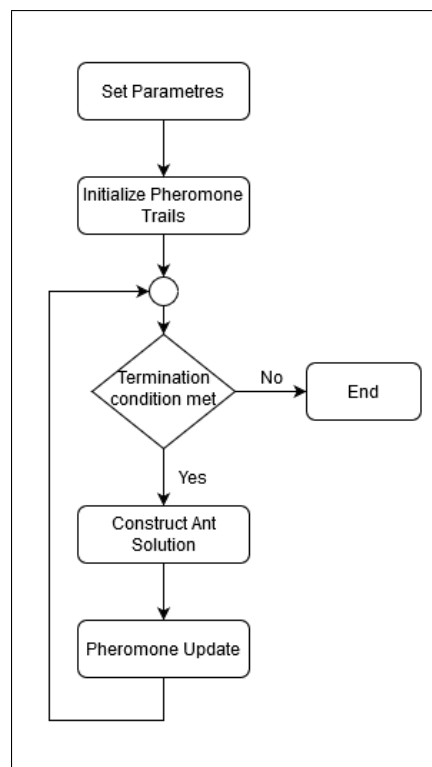 Set Parametres
Initialize Pheromone
Trails
Termination
condition met
No
End
Yes
Construct Ant
Solution
Pheromone Update